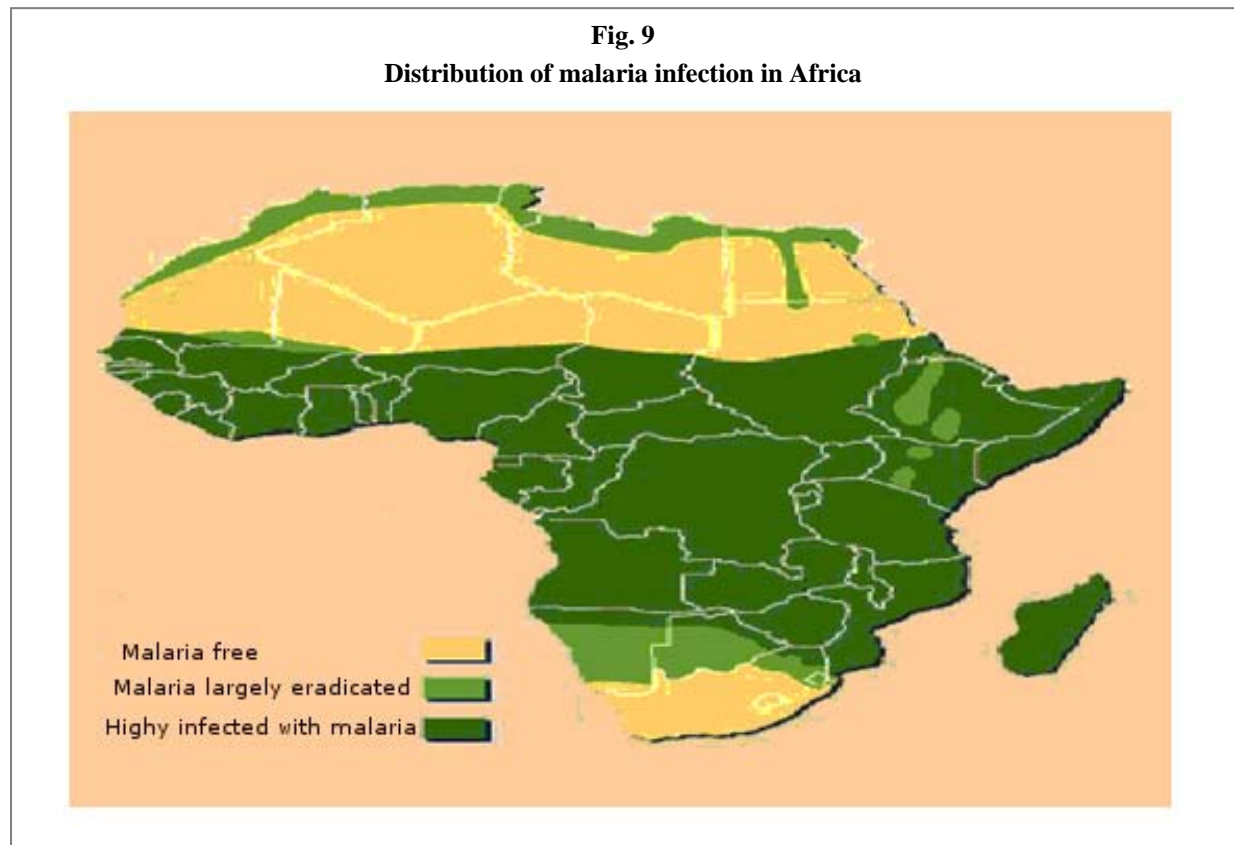 Fig. 9
Distribution of malaria infection in Africa
Malaria free
Malaria largely eradicated
Highy infected with malaria